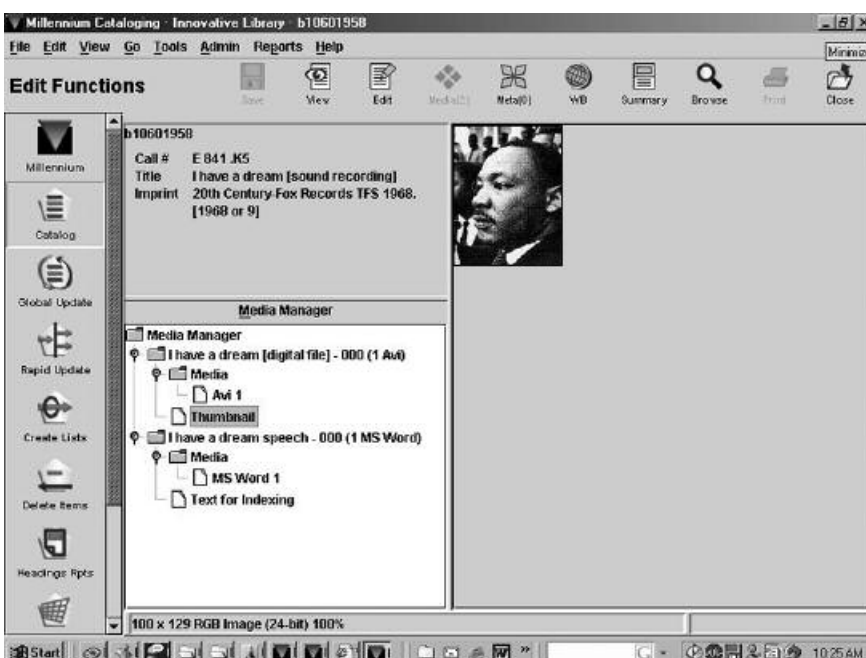 Millennium Cataloging · Innovative Library · b10601958
File Edit View Go Tools Admin Reports Help
Minimiz
Edit Functions
Save View Edit Media(2) Meta(0) WB Summary Browse Print Close
Millennium
Catalog
Global Update
Rapid Update
Create Lists
Delete Items
Headings Rpts
b10601958
Call # E 841 .K5
Title I have a dream [sound recording]
Imprint 20th Century-Fox Records TFS 1968.
[1968 or 9]
Media Manager
Media Manager
I have a dream [digital file] - 000 (1 Avi)
Media
Avi 1
Thumbnail
I have a dream speech - 000 (1 MS Word)
Media
MS Word 1
Text for Indexing
100 x 129 RGB Image (24-bit) 100%
Start
10:25 AM